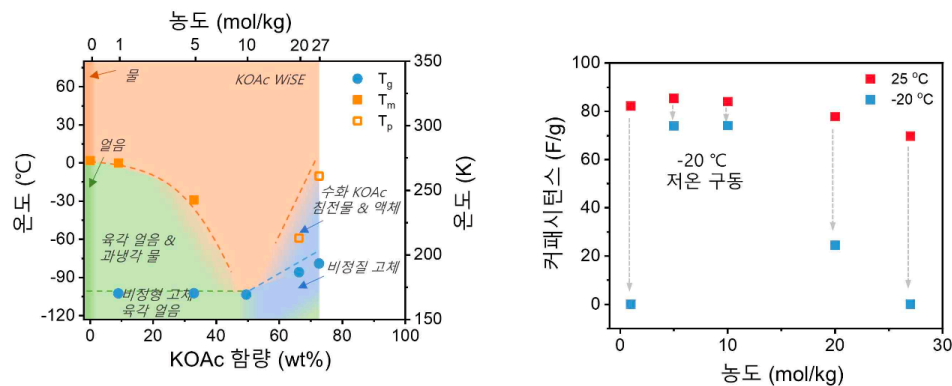 농도 (mol/kg)
0 1 5 10 20 27
물
KOAc WiSE
T_g
T_m
T_p
얼음
수화 KOAc
침전물 & 액체
육각 얼음 &
과냉각 물
비정질 고체
비정형 고체
육각 얼음
60
30
0
-30
-60
-90
-120
온도 (°C)
350
300
250
200
150
온도 (K)
0 20 40 60 80 100
KOAc 함량 (wt%)
25 °C
-20 °C
-20 °C
저온 구동
100
80
60
40
20
0
커패시턴스 (F/g)
0 10 20 30
농도 (mol/kg)